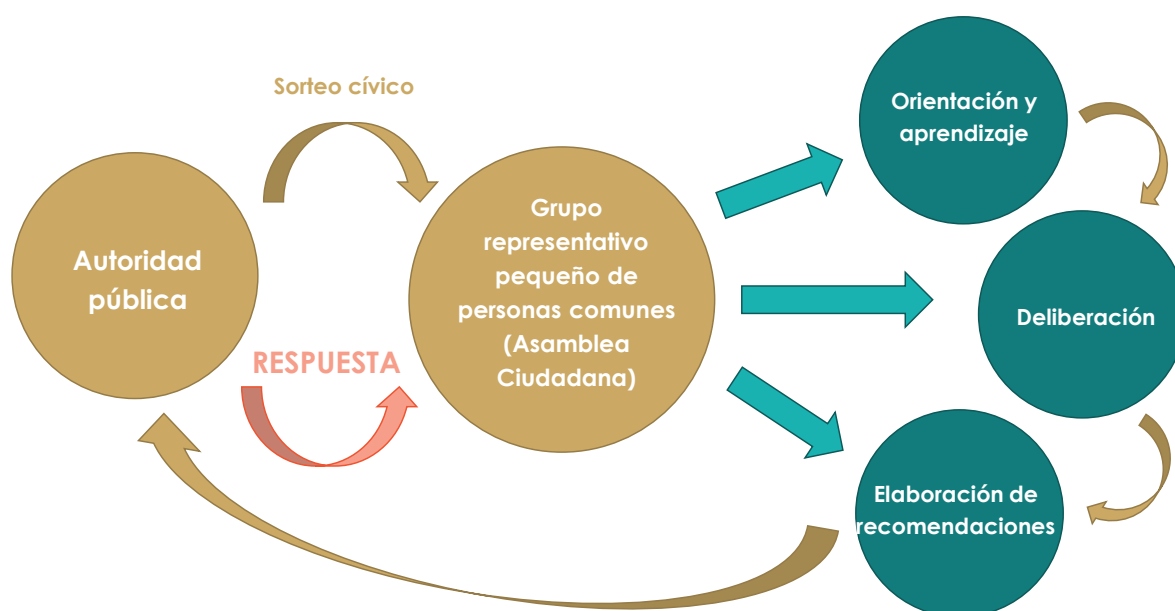 Sorteo cívico
Autoridad
pública
RESPUESTA
Grupo
representativo
pequeño de
personas comunes
(Asamblea
Ciudadana)
Orientación y
aprendizaje
Deliberación
Elaboración de
recomendaciones